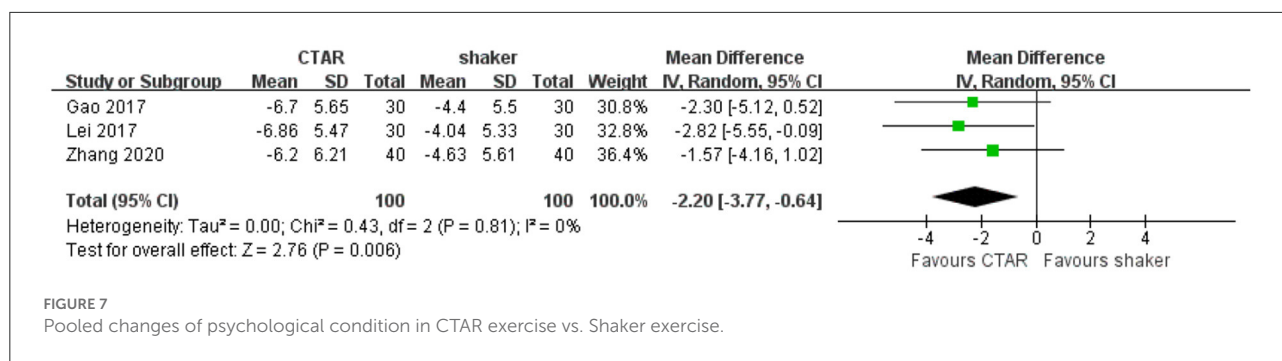 CTAR shaker Mean Difference Mean Difference
Study or Subgroup Mean SD Total Mean SD Total Weight IV, Random, 95% CI IV, Random, 95% CI
Gao 2017 -6.7 5.65 30 -4.4 5.5 30 30.8% -2.30 [-5.12, 0.52]
Lei 2017 -6.86 5.47 30 -4.04 5.33 30 32.8% -2.82 [-5.55, -0.09]
Zhang 2020 -6.2 6.21 40 -4.63 5.61 40 36.4% -1.57 [-4.16, 1.02]
Total (95% CI) 100 100 100.0% -2.20 [-3.77, -0.64]
Heterogeneity: Tau² = 0.00; Chi² = 0.43, df = 2 (P = 0.81); I² = 0%
Test for overall effect: Z = 2.76 (P = 0.006)
-4 -2 0 2 4
Favours CTAR Favours shaker
FIGURE 7
Pooled changes of psychological condition in CTAR exercise vs. Shaker exercise.